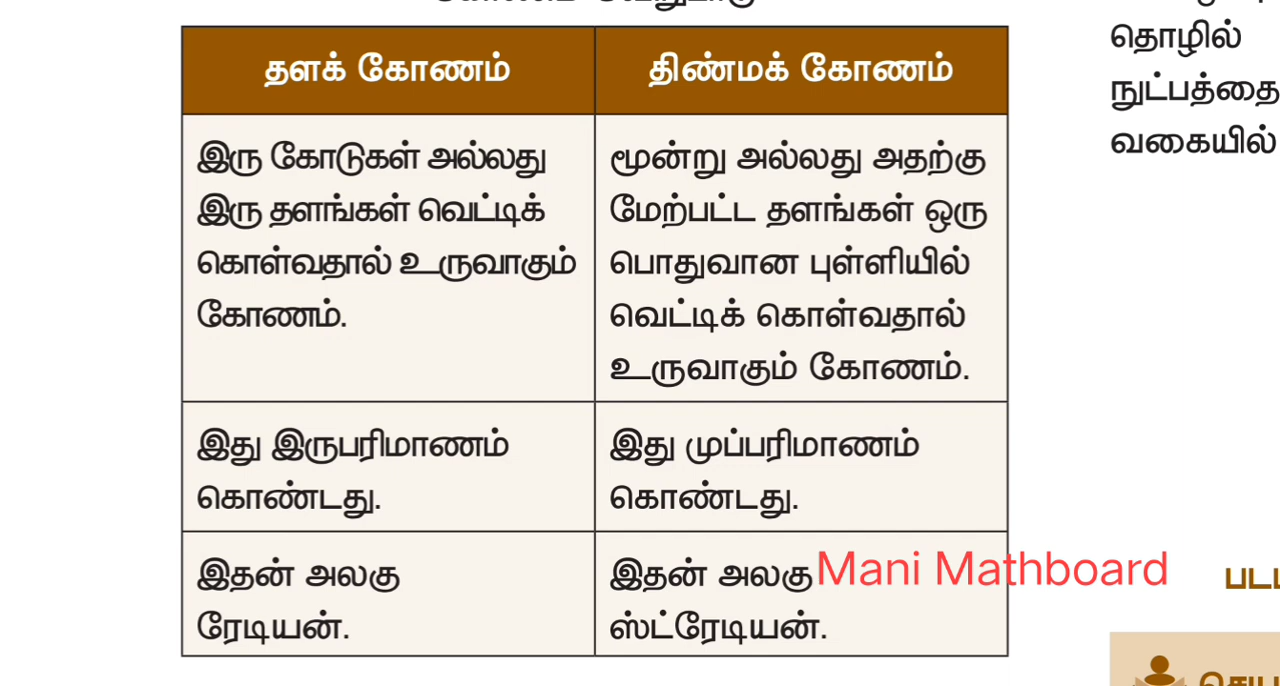 தளக் கோணம்
திண்மக் கோணம்
இரு கோடுகள் அல்லது
இரு தளங்கள் வெட்டிக்
கொள்வதால் உருவாகும்
கோணம்.
மூன்று அல்லது அதற்கு
மேற்பட்ட தளங்கள் ஒரு
பொதுவான புள்ளியில்
வெட்டிக் கொள்வதால்
உருவாகும் கோணம்.
இது இருபரிமாணம்
கொண்டது.
இது முப்பரிமாணம்
கொண்டது.
இதன் அலகு
ரேடியன்.
இதன் அலகு
ஸ்ட்ரேடியன்.
Mani Mathboard
தொழில்
நுட்பத்தை
வகையில்